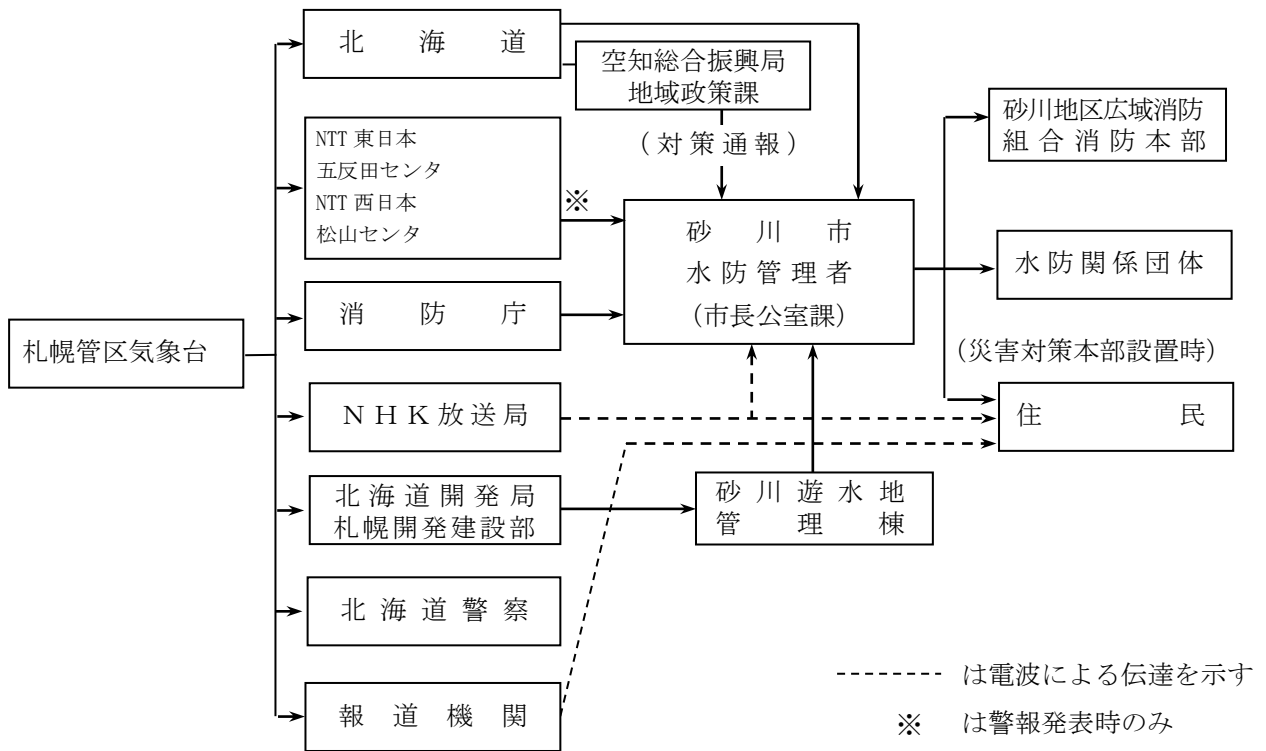 北海道
空知総合振興局
地域政策課
(対策通報)
NTT 東日本
五反田センタ
NTT 西日本
松山センタ
※
消防庁
札幌管区気象台
NHK放送局
北海道開発局
札幌開発建設部
北海道警察
報道機関
砂川市
水防管理者
(市長公室課)
砂川遊水地
管理棟
砂川地区広域消防
組合消防本部
水防関係団体
(災害対策本部設置時)
住民
は電波による伝達を示す
※ は警報発表時のみ